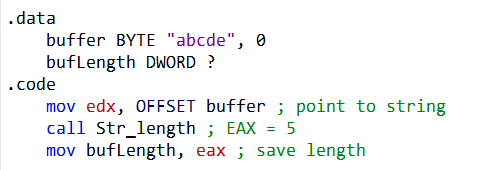 .data
    buffer BYTE "abcde", 0
    bufLength DWORD ?
.code
    mov edx, OFFSET buffer ; point to string
    call Str_length ; EAX = 5
    mov bufLength, eax ; save length